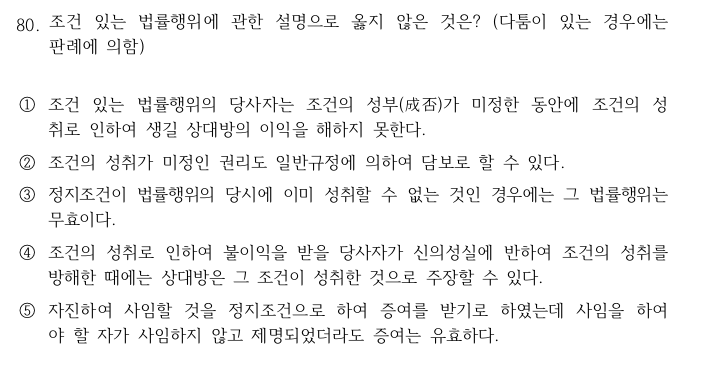 80. 조건 있는 법률행위에 관한 설명으로 옳지 않은 것은? (다툼이 있는 경우에는
판례에 의함)
① 조건 있는 법률행위의 당사자는 조건의 성부(成否)가 미정한 동안에 조건의 성
취로 인하여 생길 상대방의 이익을 해하지 못한다.
② 조건의 성취가 미정인 권리도 일반규정에 의하여 담보로 할 수 있다.
③ 정지조건이 법률행위의 당시에 이미 성취할 수 없는 것인 경우에는 그 법률행위는
무효이다.
④ 조건의 성취로 인하여 불이익을 받을 당사자가 신의성실에 반하여 조건의 성취를
방해한 때에는 상대방은 그 조건이 성취한 것으로 주장할 수 있다.
⑤ 자진하여 사임할 것을 정지조건으로 하여 증여를 받기로 하였는데 사임을 하여
야 할 자가 사임하지 않고 제명되었더라도 증여는 유효하다.